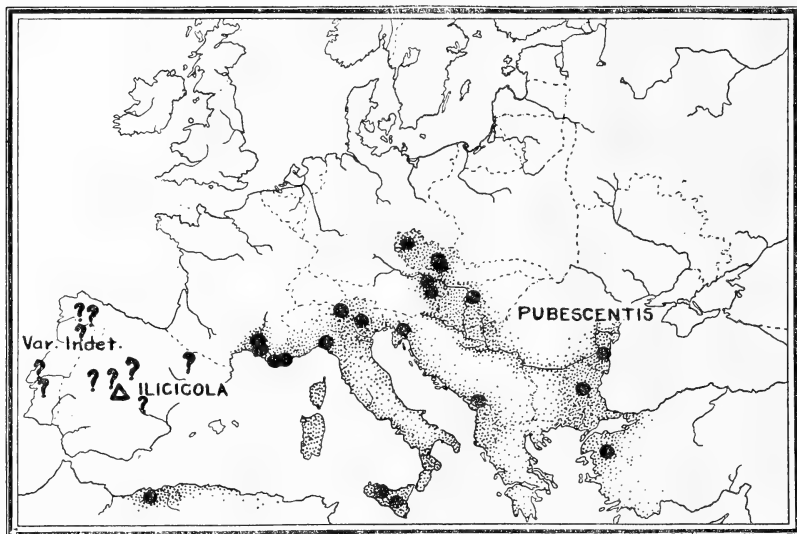 PUBESCENTIS
? ?
?
Var. Indet.
?
?
? ? ? ?
ILICICOLA
?